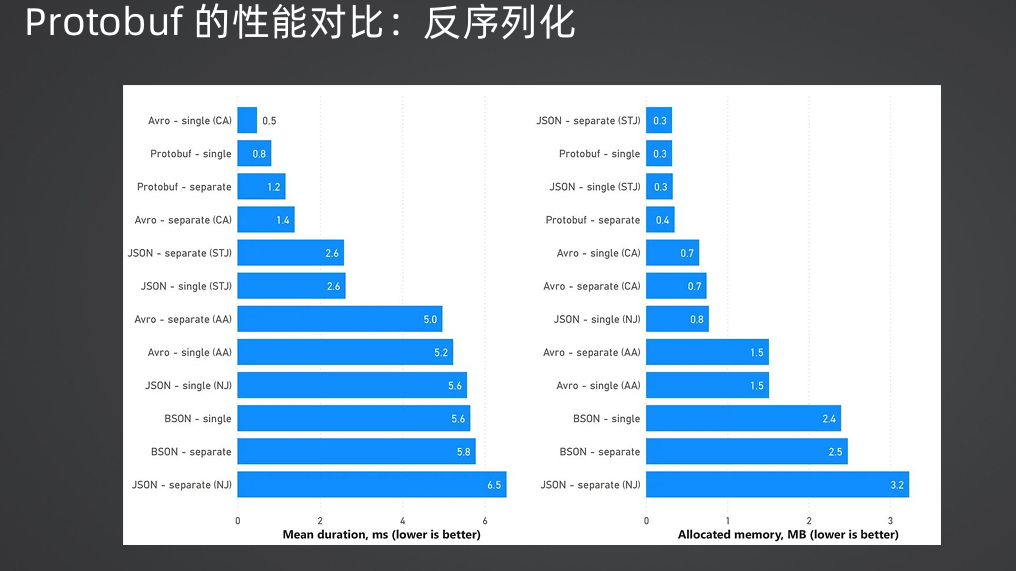 Protobuf 的性能对比：反序列化
Avro - single (CA) 0.5
Protobuf - single 0.8
Protobuf - separate 1.2
Avro - separate (CA) 1.4
JSON - separate (STJ) 2.6
JSON - single (STJ) 2.6
Avro - separate (AA) 5.0
Avro - single (AA) 5.2
JSON - single (NJ) 5.6
BSON - single 5.6
BSON - separate 5.8
JSON - separate (NJ) 6.5
0 2 4 6
Mean duration, ms (lower is better)
JSON - separate (STJ) 0.3
Protobuf - single 0.3
JSON - single (STJ) 0.3
Protobuf - separate 0.4
Avro - single (CA) 0.7
Avro - separate (CA) 0.7
JSON - single (NJ) 0.8
Avro - separate (AA) 1.5
Avro - single (AA) 1.5
BSON - single 2.4
BSON - separate 2.5
JSON - separate (NJ) 3.2
0 1 2 3
Allocated memory, MB (lower is better)